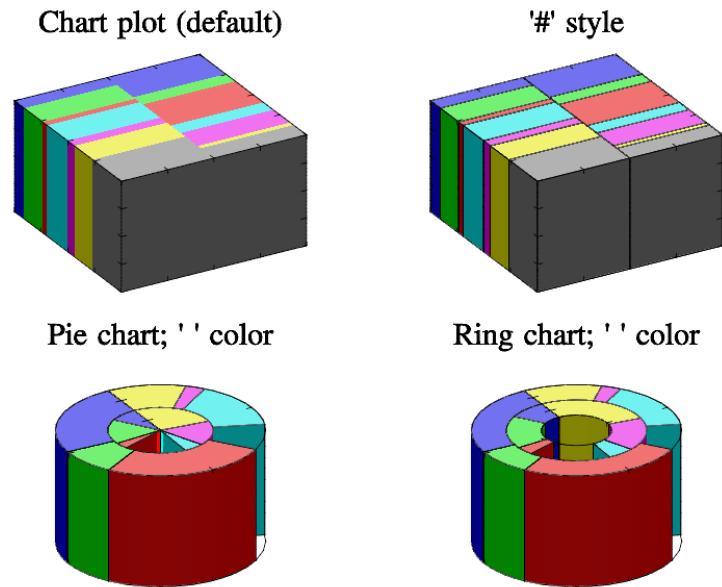 Chart plot (default)
'#' style
Pie chart; ' ' color
Ring chart; ' ' color